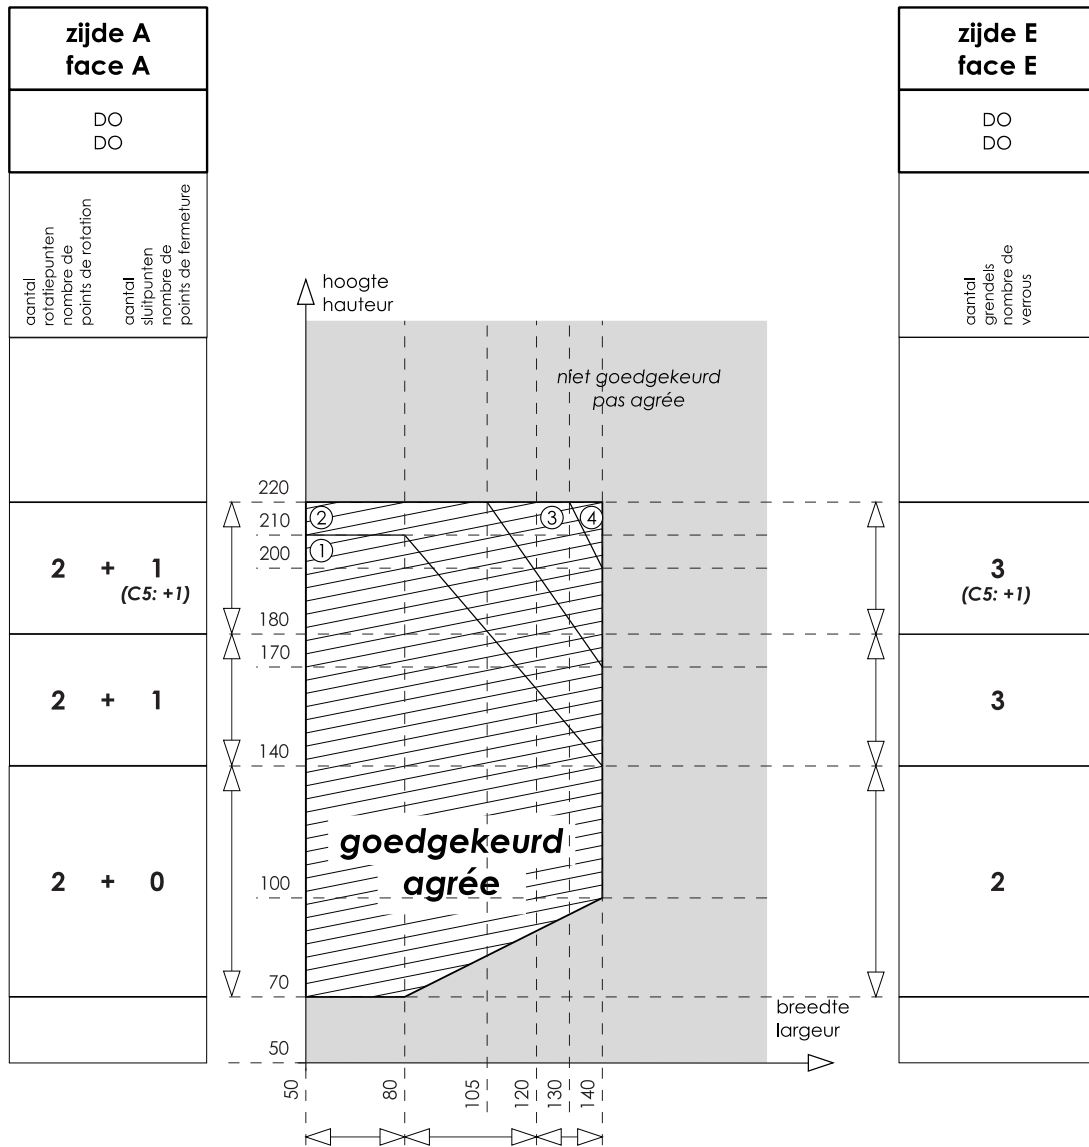 zijde A
face A
DO
DO
aantal
rotatiepunten
nombre de
points de rotation
aantal
sluitpunten
nombre de
points de fermeture
2 + 1
(C5: +1)
2 + 1
2 + 0
hoogte
hauteur
niet goedgekeurd
pas agrée
220
210
200
180
170
140
100
70
50
2
1
3
4
goedgekeurd
agrée
breedte
largeur
50
80
105
120
130
140
zijde E
face E
DO
DO
aantal
grendels
nombre de
verrous
3
(C5: +1)
3
2